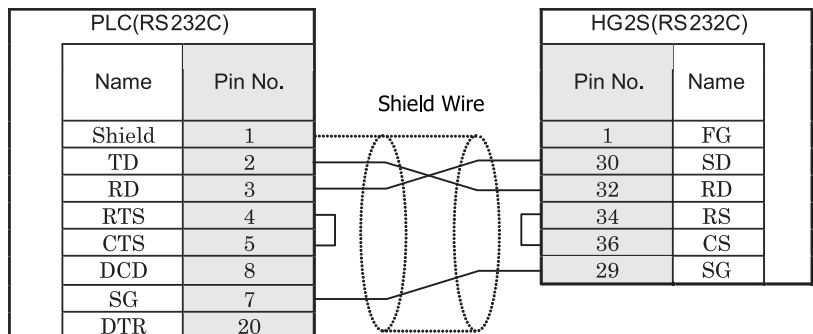 PLC(RS232C)
Name Pin No.
Shield 1
TD 2
RD 3
RTS 4
CTS 5
DCD 8
SG 7
DTR 20
Shield Wire
HG2S(RS232C)
Pin No. Name
1 FG
30 SD
32 RD
34 RS
36 CS
29 SG